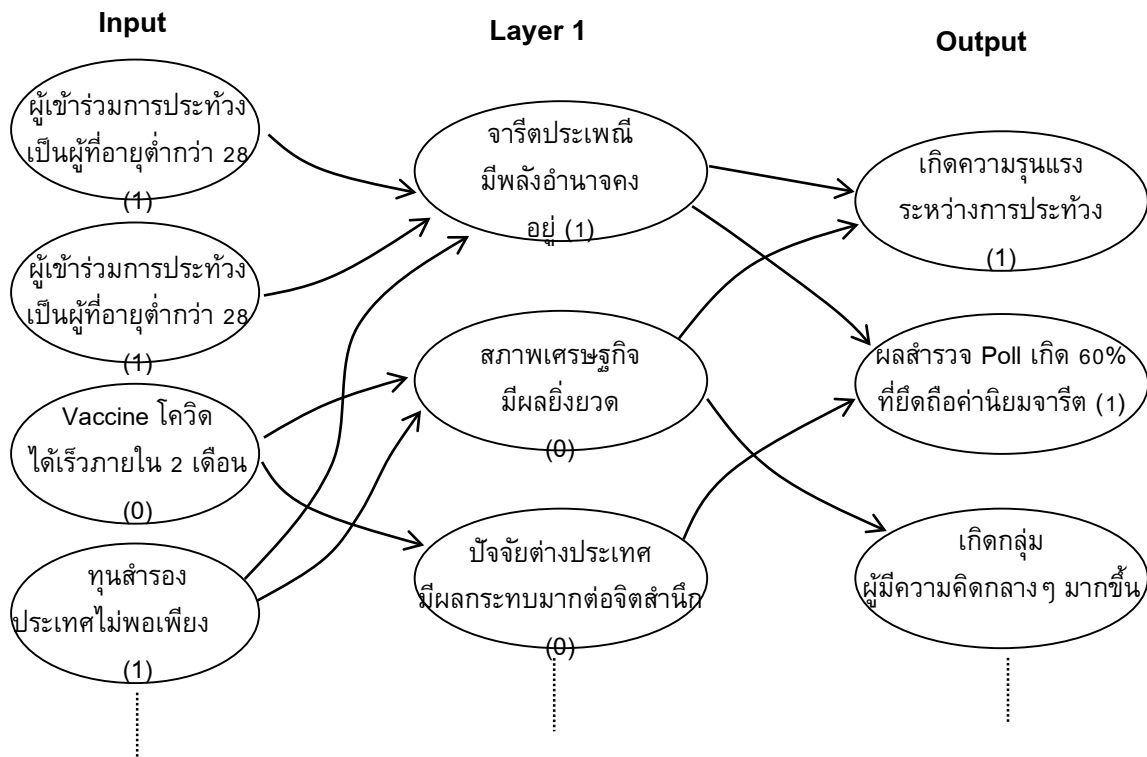 Input
ผู้เข้าร่วมการประท้วง
เป็นผู้ที่อายุต่ำกว่า 28
(1)
ผู้เข้าร่วมการประท้วง
เป็นผู้ที่อายุต่ำกว่า 28
(1)
Vaccine โควิด
ได้เร็วภายใน 2 เดือน
(0)
ทุนสำรอง
ประเทศไม่พอเพียง
(1)
Layer 1
จารีตประเพณี
มีพลังอำนาจคง
อยู่ (1)
สภาพเศรษฐกิจ
มีผลยิ่งยวด
(0)
ปัจจัยต่างประเทศ
มีผลกระทบมากต่อจิตสำนึก
(0)
Output
เกิดความรุนแรง
ระหว่างการประท้วง
(1)
ผลสำรวจ Poll เกิด 60%
ที่ยึดถือค่านิยมจารีต (1)
เกิดกลุ่ม
ผู้มีความคิดกลางๆ มากขึ้น